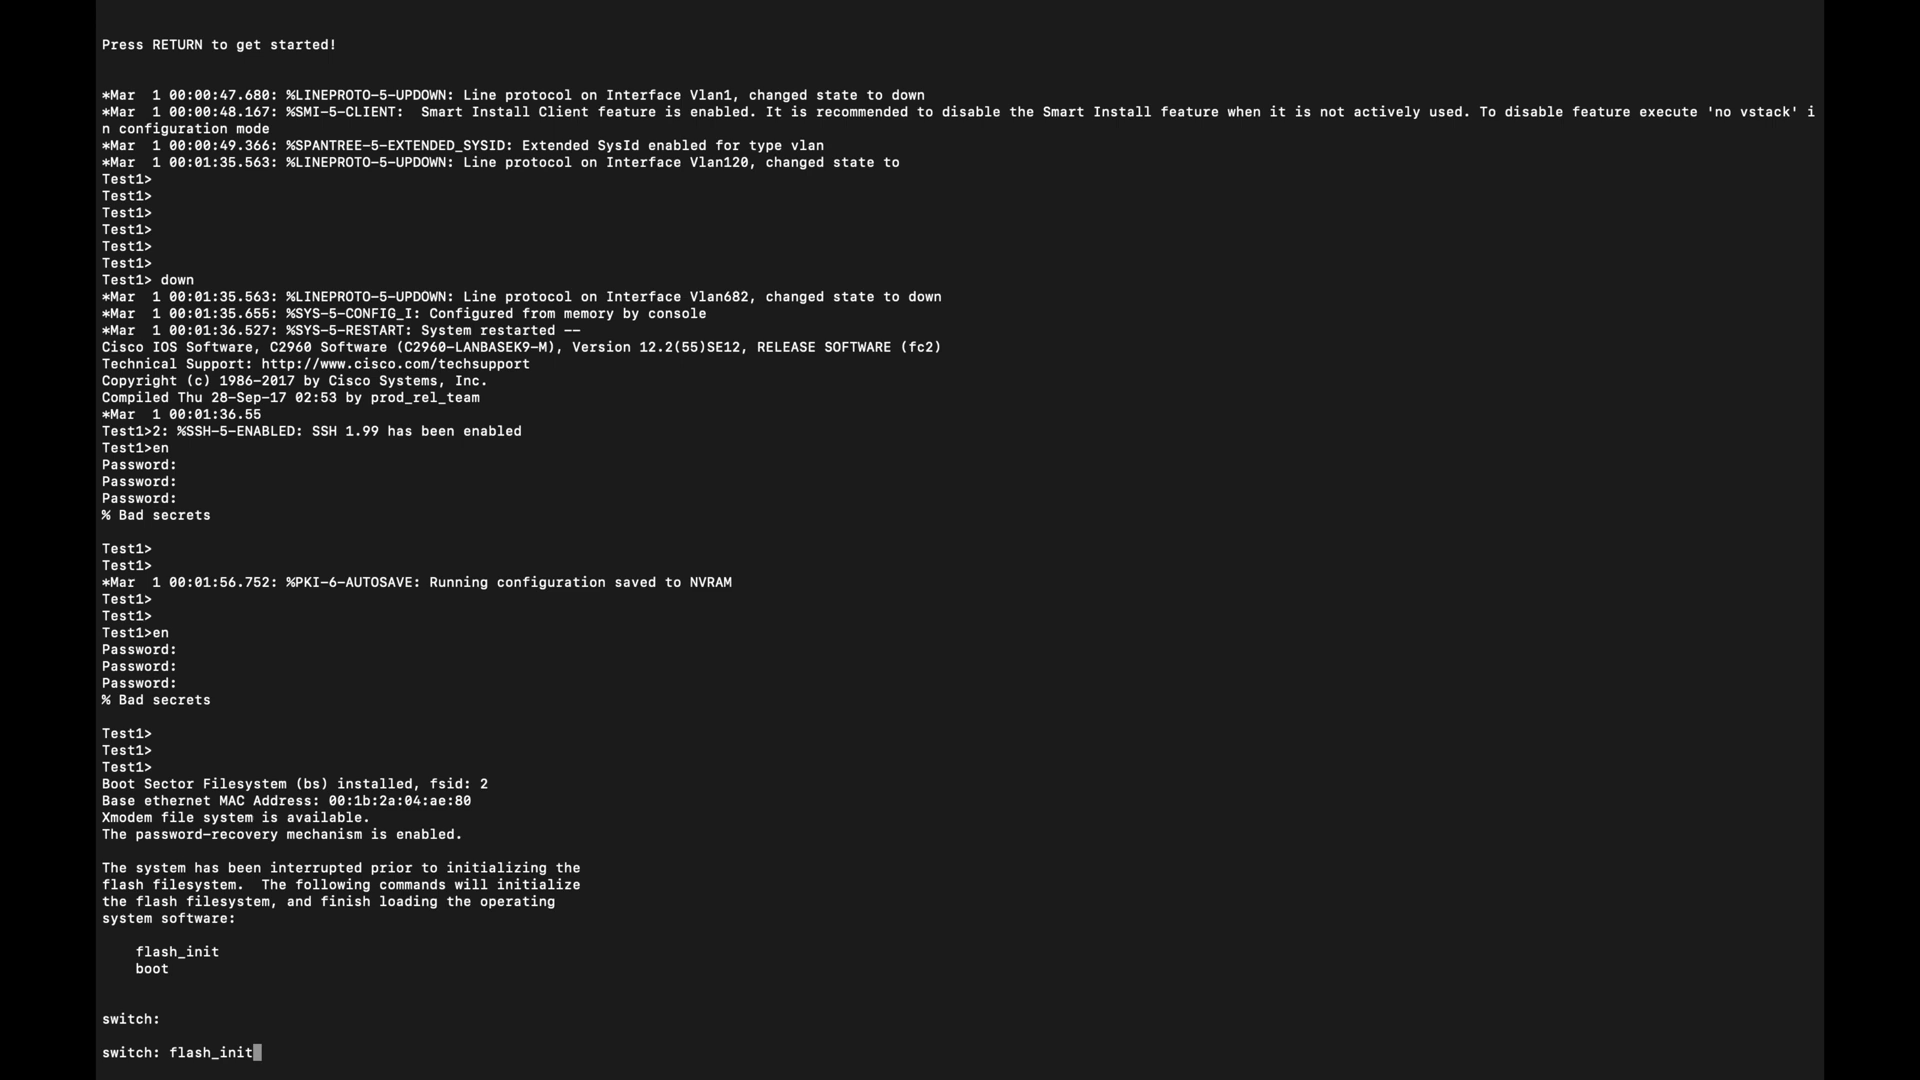 Press RETURN to get started!
*Mar  1 00:00:47.680: %LINEPROTO-5-UPDOWN: Line protocol on Interface Vlan1, changed state to down
*Mar  1 00:00:48.167: %SMI-5-CLIENT:  Smart Install Client feature is enabled. It is recommended to disable the Smart Install feature when it is not actively used. To disable feature execute 'no vstack' i
n configuration mode
*Mar  1 00:00:49.366: %SPANTREE-5-EXTENDED_SYSID: Extended SysId enabled for type vlan
*Mar  1 00:01:35.563: %LINEPROTO-5-UPDOWN: Line protocol on Interface Vlan120, changed state to
Test1>
Test1>
Test1>
Test1>
Test1>
Test1>
Test1> down
*Mar  1 00:01:35.563: %LINEPROTO-5-UPDOWN: Line protocol on Interface Vlan682, changed state to down
*Mar  1 00:01:35.655: %SYS-5-CONFIG_I: Configured from memory by console
*Mar  1 00:01:36.527: %SYS-5-RESTART: System restarted --
Cisco IOS Software, C2960 Software (C2960-LANBASEK9-M), Version 12.2(55)SE12, RELEASE SOFTWARE (fc2)
Technical Support: http://www.cisco.com/techsupport
Copyright (c) 1986-2017 by Cisco Systems, Inc.
Compiled Thu 28-Sep-17 02:53 by prod_rel_team
*Mar  1 00:01:36.55
Test1>2: %SSH-5-ENABLED: SSH 1.99 has been enabled
Test1>en
Password:
Password:
Password:
% Bad secrets
Test1>
Test1>
*Mar  1 00:01:56.752: %PKI-6-AUTOSAVE: Running configuration saved to NVRAM
Test1>
Test1>
Test1>en
Password:
Password:
Password:
% Bad secrets
Test1>
Test1>
Test1>
Boot Sector Filesystem (bs) installed, fsid: 2
Base ethernet MAC Address: 00:1b:2a:04:ae:80
Xmodem file system is available.
The password-recovery mechanism is enabled.
The system has been interrupted prior to initializing the
flash filesystem.  The following commands will initialize
the flash filesystem, and finish loading the operating
system software:
flash_init
boot
switch:
switch: flash_init